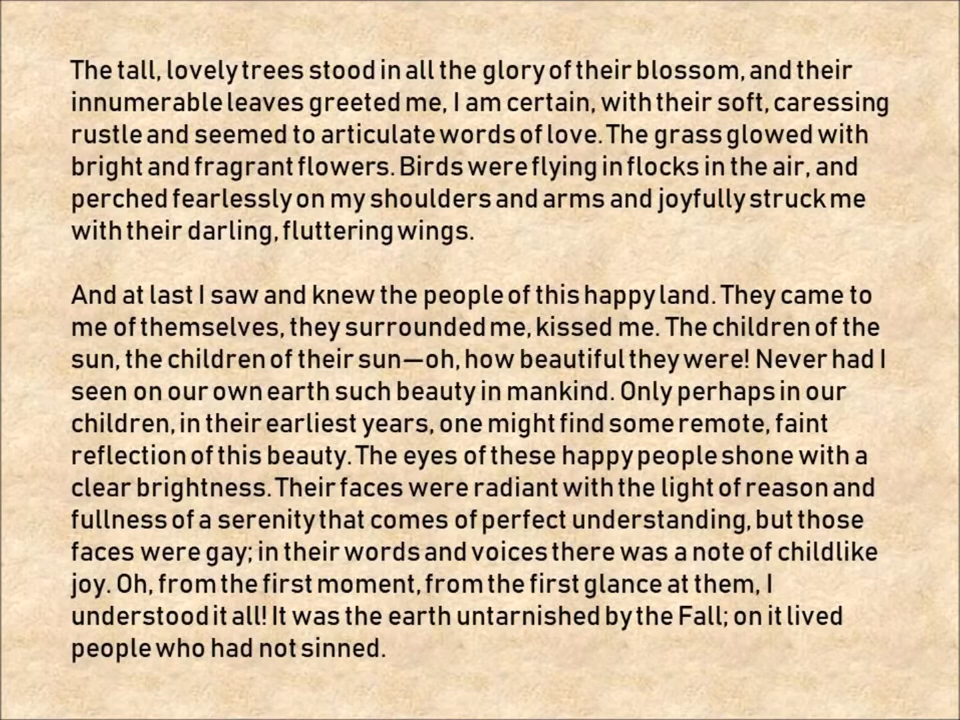 The tall, lovely trees stood in all the glory of their blossom, and their
innumerable leaves greeted me, I am certain, with their soft, caressing
rustle and seemed to articulate words of love. The grass glowed with
bright and fragrant flowers. Birds were flying in flocks in the air, and
perched fearlessly on my shoulders and arms and joyfully struck me
with their darling, fluttering wings.

And at last I saw and knew the people of this happy land. They came to
me of themselves, they surrounded me, kissed me. The children of the
sun, the children of their sun—oh, how beautiful they were! Never had I
seen on our own earth such beauty in mankind. Only perhaps in our
children, in their earliest years, one might find some remote, faint
reflection of this beauty. The eyes of these happy people shone with a
clear brightness. Their faces were radiant with the light of reason and
fullness of a serenity that comes of perfect understanding, but those
faces were gay; in their words and voices there was a note of childlike
joy. Oh, from the first moment, from the first glance at them, I
understood it all! It was the earth untarnished by the Fall; on it lived
people who had not sinned.